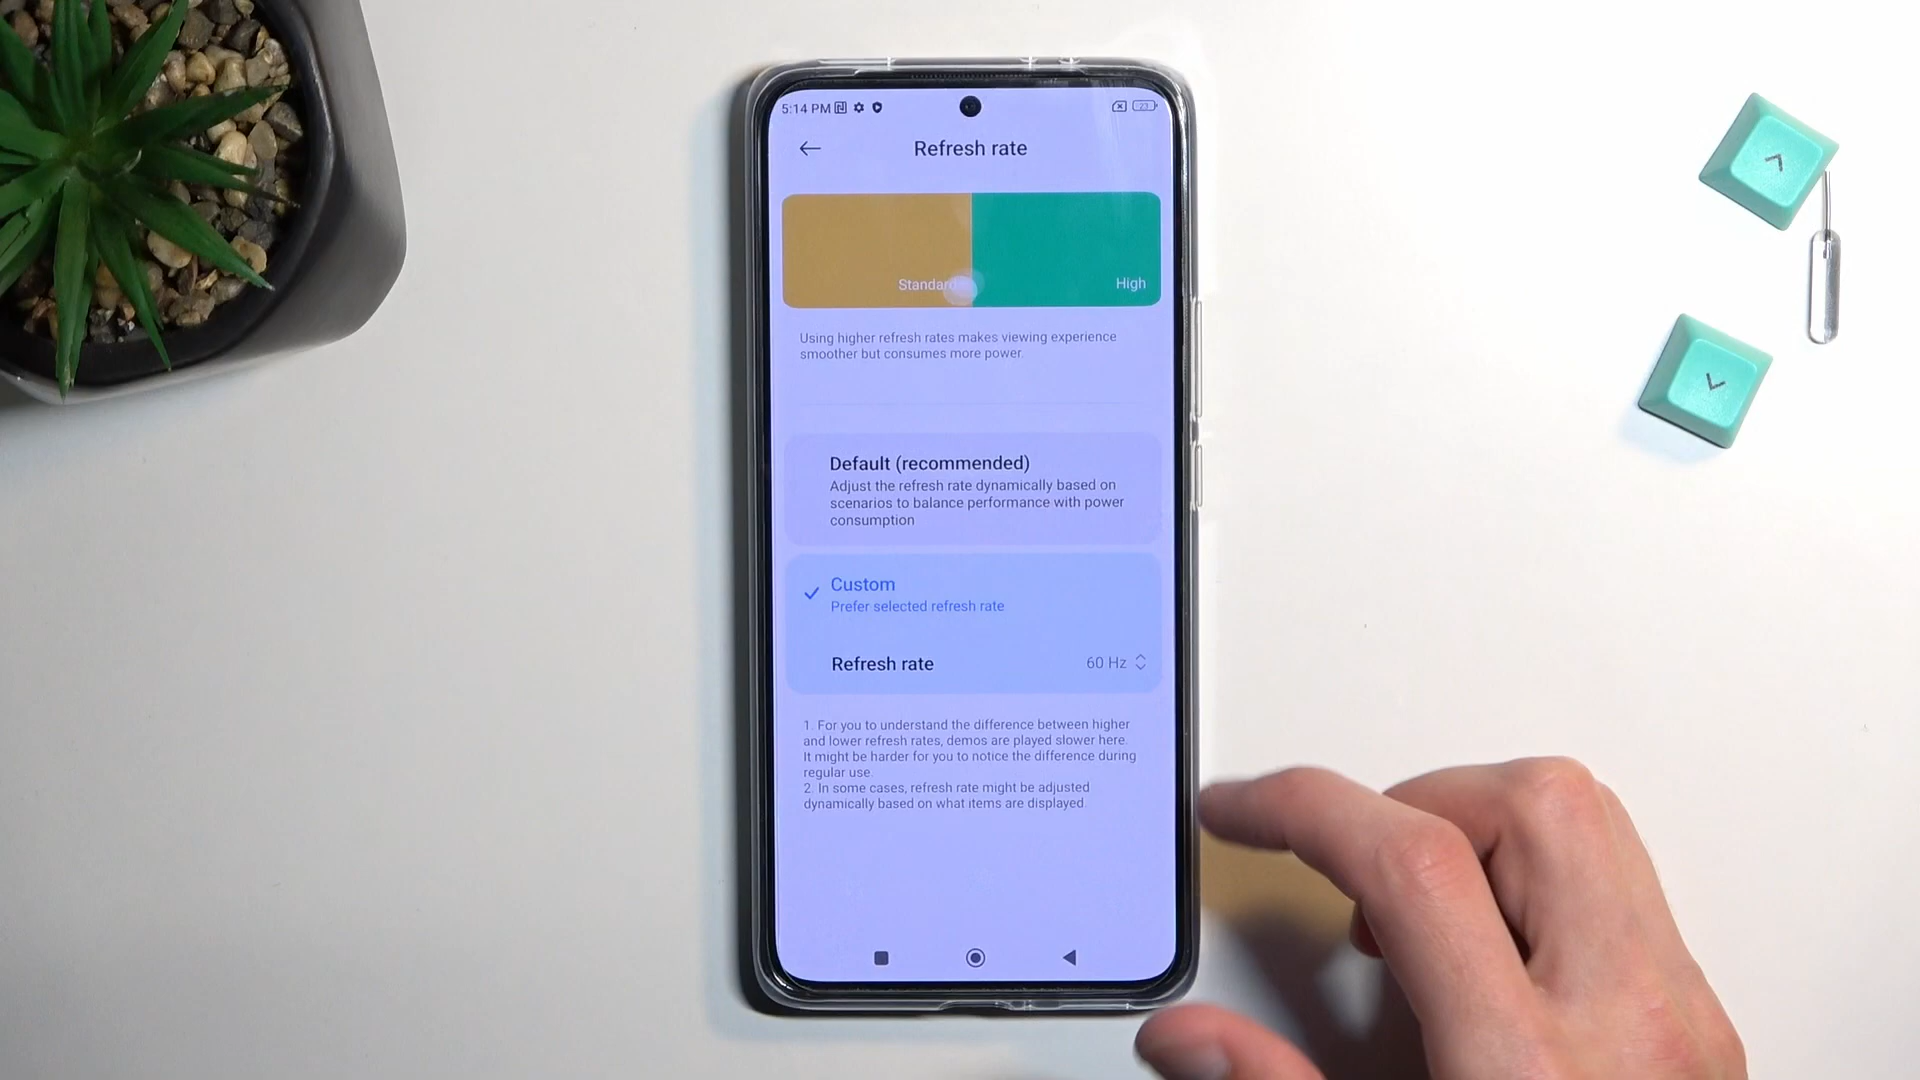 5:14 PM
23
Refresh rate
Standard
High
Using higher refresh rates makes viewing experience
smoother but consumes more power.
Default (recommended)
Adjust the refresh rate dynamically based on
scenarios to balance performance with power
consumption
Custom
Prefer selected refresh rate
Refresh rate
60 Hz
1. For you to understand the difference between higher
and lower refresh rates, demos are played slower here.
It might be harder for you to notice the difference during
regular use.
2. In some cases, refresh rate might be adjusted
dynamically based on what items are displayed.